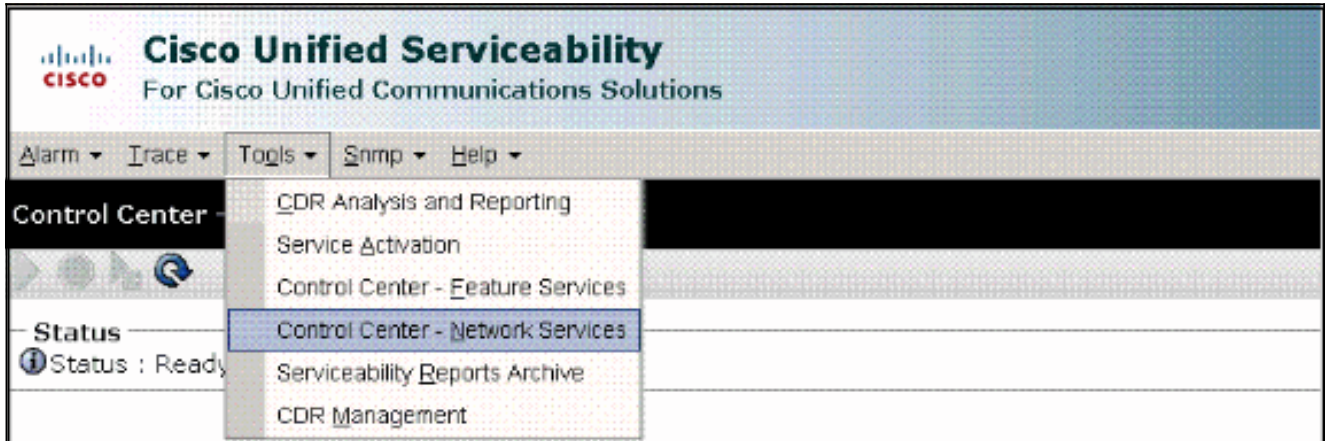 CISCO
Cisco Unified Serviceability
For Cisco Unified Communications Solutions
Alarm Trace Tools Snmp Help
Control Center -
CDR Analysis and Reporting
Service Activation
Control Center - Feature Services
Control Center - Network Services
Serviceability Reports Archive
CDR Management
Status
Status : Ready